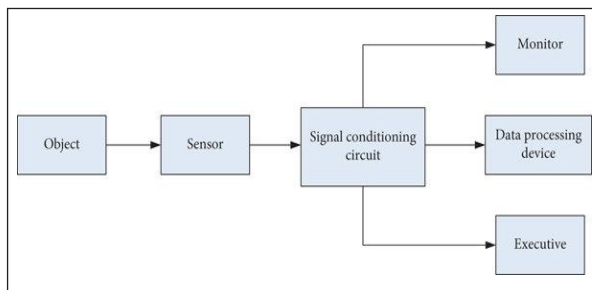 Object
Sensor
Signal conditioning
circuit
Monitor
Data processing
device
Executive